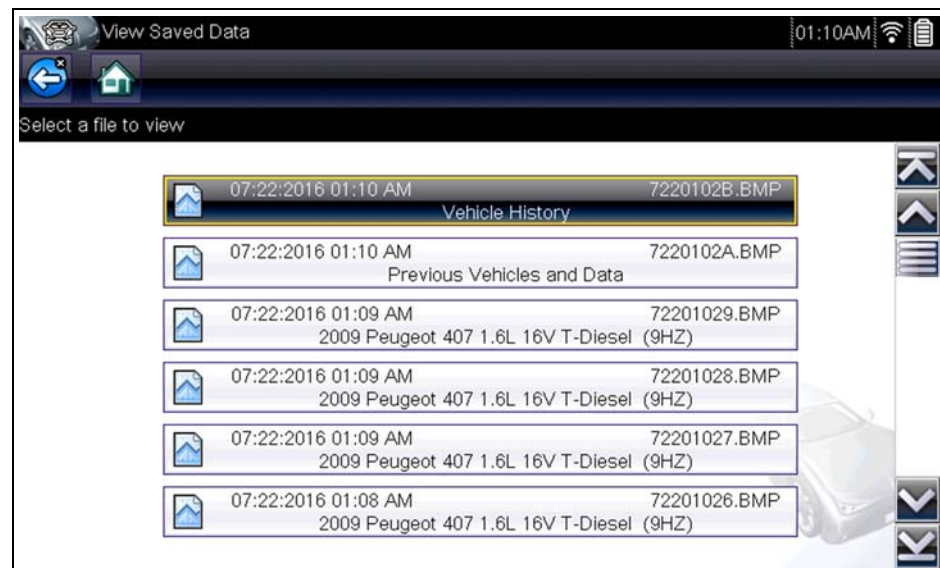 View Saved Data
01:10AM
Select a file to view
07:22:2016 01:10 AM 7220102B.BMP
Vehicle History
07:22:2016 01:10 AM 7220102A.BMP
Previous Vehicles and Data
07:22:2016 01:09 AM 72201029.BMP
2009 Peugeot 407 1.6L 16V T-Diesel (9HZ)
07:22:2016 01:09 AM 72201028.BMP
2009 Peugeot 407 1.6L 16V T-Diesel (9HZ)
07:22:2016 01:09 AM 72201027.BMP
2009 Peugeot 407 1.6L 16V T-Diesel (9HZ)
07:22:2016 01:08 AM 72201026.BMP
2009 Peugeot 407 1.6L 16V T-Diesel (9HZ)